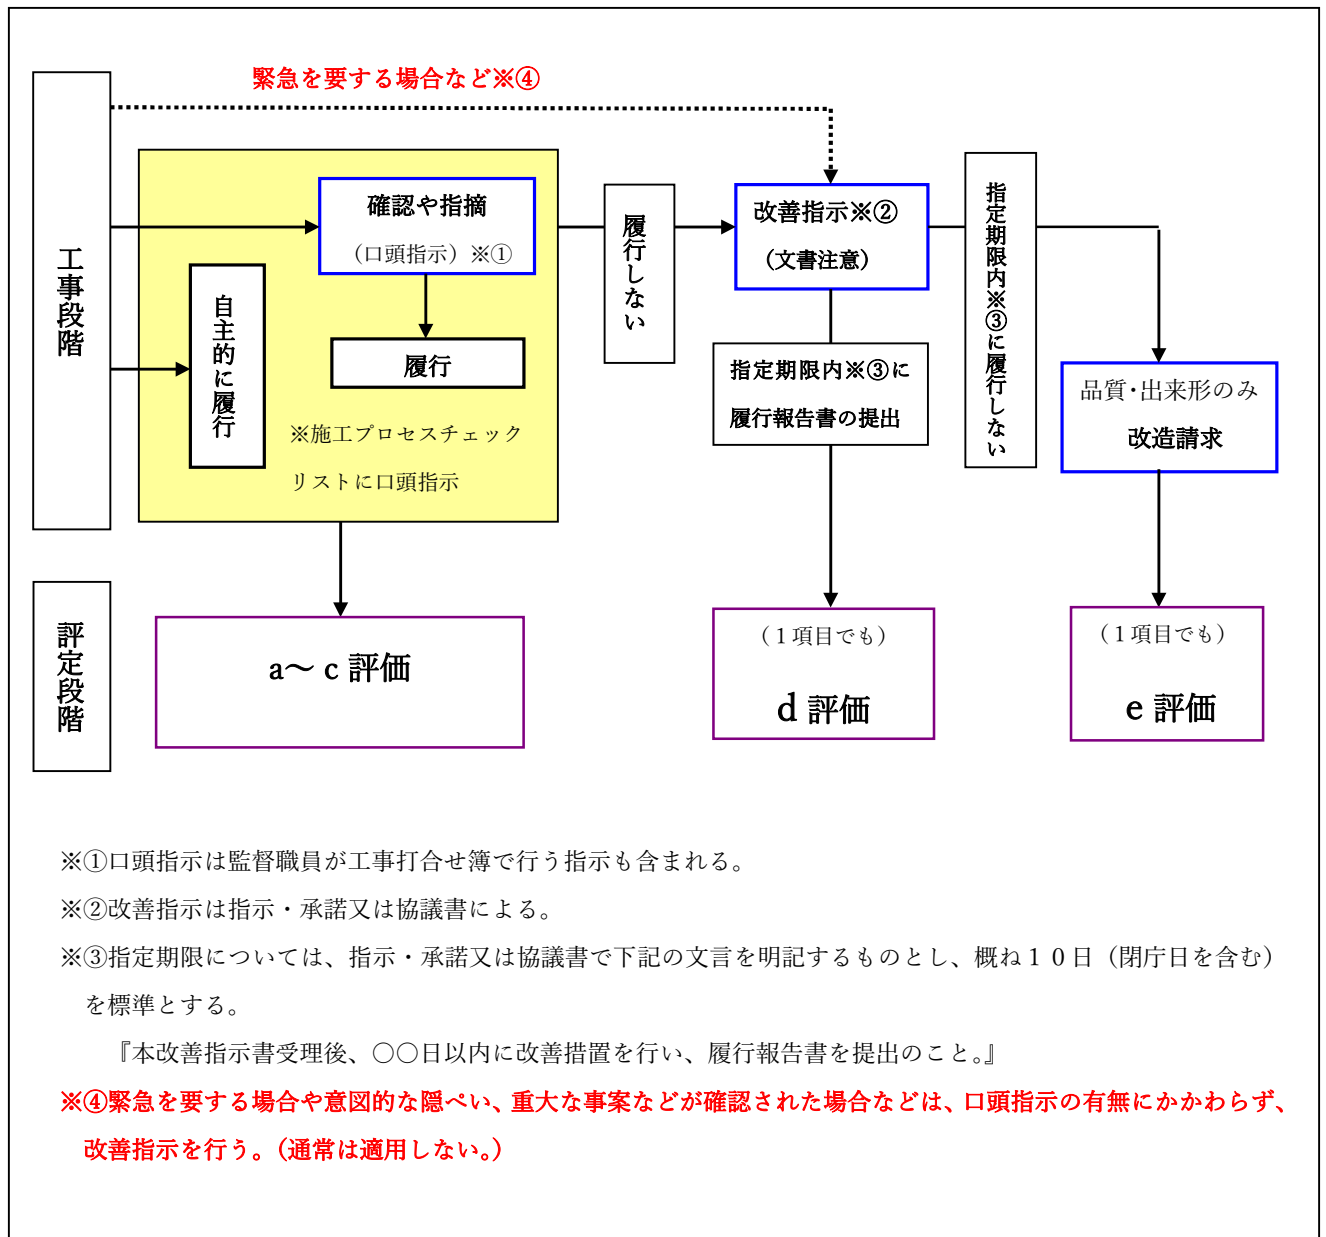 緊急を要する場合など※④
工事段階
確認や指摘
（口頭指示）※①
自主的に履行
履行
※施工プロセスチェック
リストに口頭指示
履行しない
改善指示※②
（文書注意）
指定期限内※③に
履行報告書の提出
指定期限内※③に履行しない
品質・出来形のみ
改造請求
評定段階
a～ c 評価
（１項目でも）
d 評価
（１項目でも）
e 評価
※①口頭指示は監督職員が工事打合せ簿で行う指示も含まれる。
※②改善指示は指示・承諾又は協議書による。
※③指定期限については、指示・承諾又は協議書で下記の文言を明記するものとし、概ね１０日（閉庁日を含む）
を標準とする。
『本改善指示書受理後、○○日以内に改善措置を行い、履行報告書を提出のこと。』
※④緊急を要する場合や意図的な隠ぺい、重大な事案などが確認された場合などは、口頭指示の有無にかかわらず、
改善指示を行う。（通常は適用しない。）